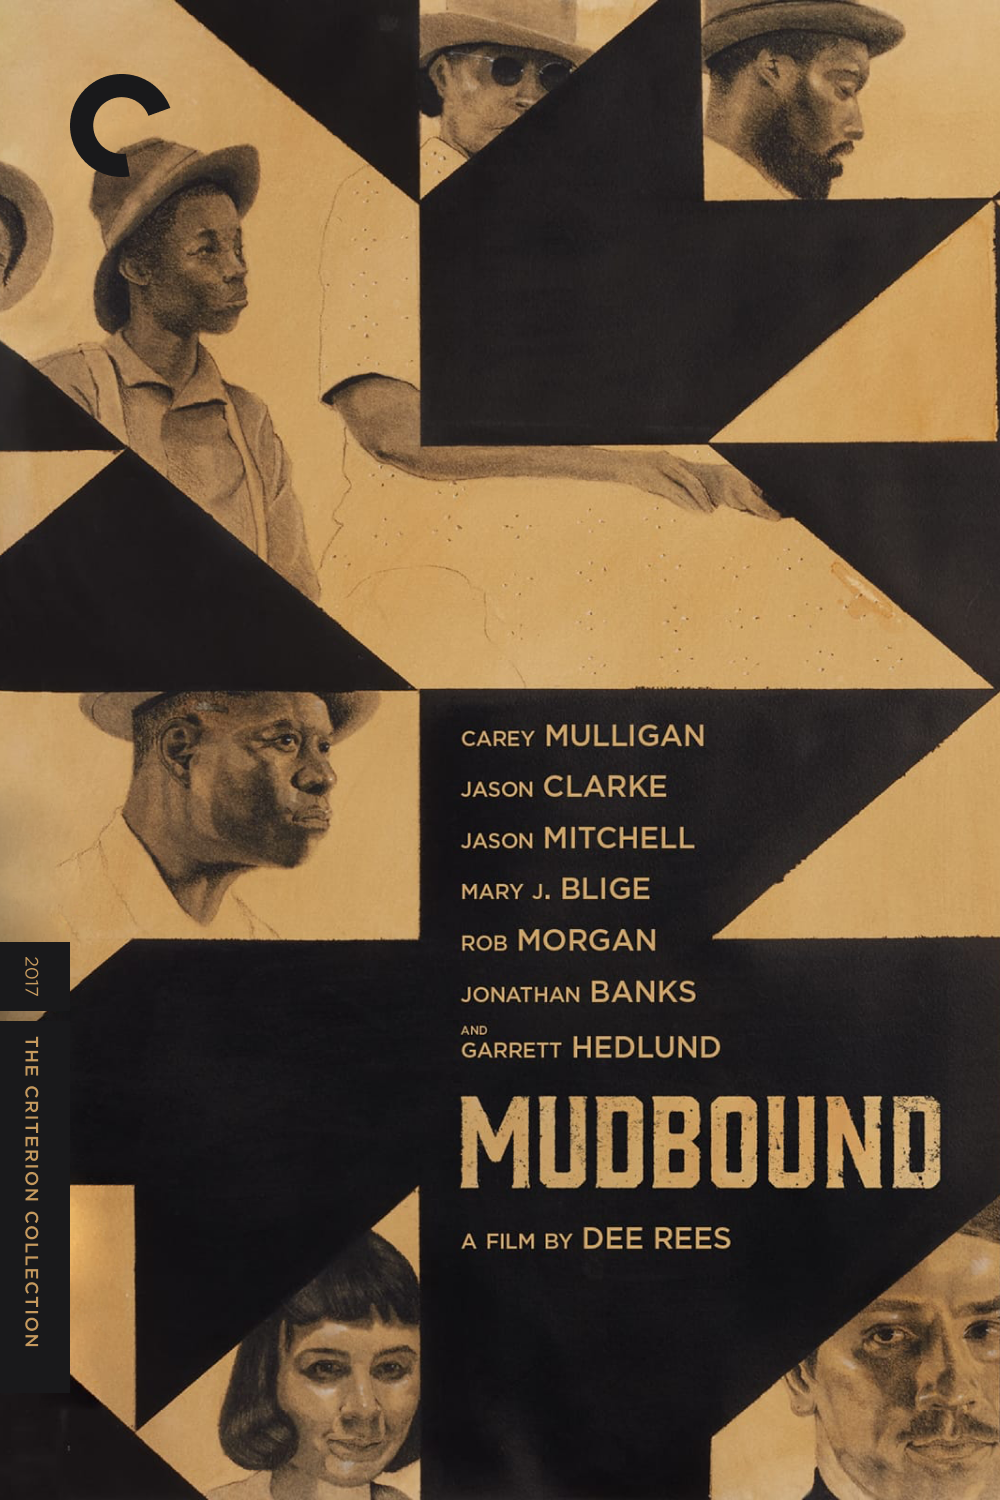 CAREY MULLIGAN
JASON CLARKE
JASON MITCHELL
MARY J. BLIGE
ROB MORGAN
JONATHAN BANKS
AND
GARRETT HEDLUND
MUDBOUND
A FILM BY DEE REES
2017
THE CRITERION COLLECTION